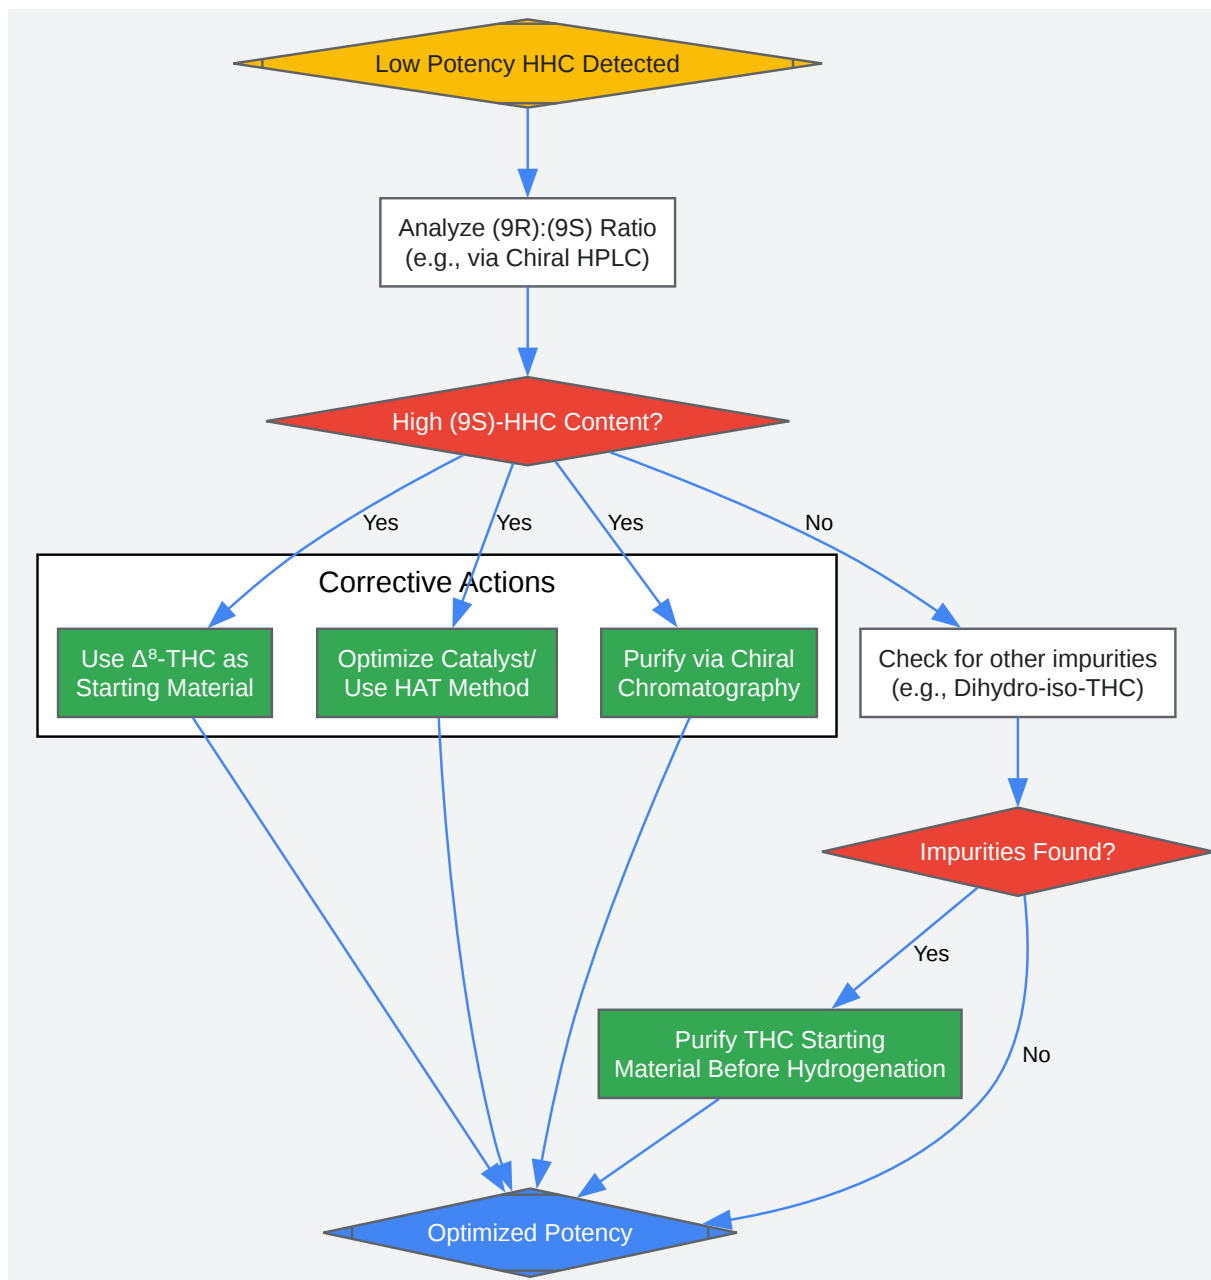 Low Potency HHC Detected
Analyze (9R):(9S) Ratio
(e.g., via Chiral HPLC)
High (9S)-HHC Content?
Yes
Yes
Yes
No
Corrective Actions
Use Δ⁸-THC as
Starting Material
Optimize Catalyst/
Use HAT Method
Purify via Chiral
Chromatography
Check for other impurities
(e.g., Dihydro-iso-THC)
Impurities Found?
Yes
No
Purify THC Starting
Material Before Hydrogenation
Optimized Potency